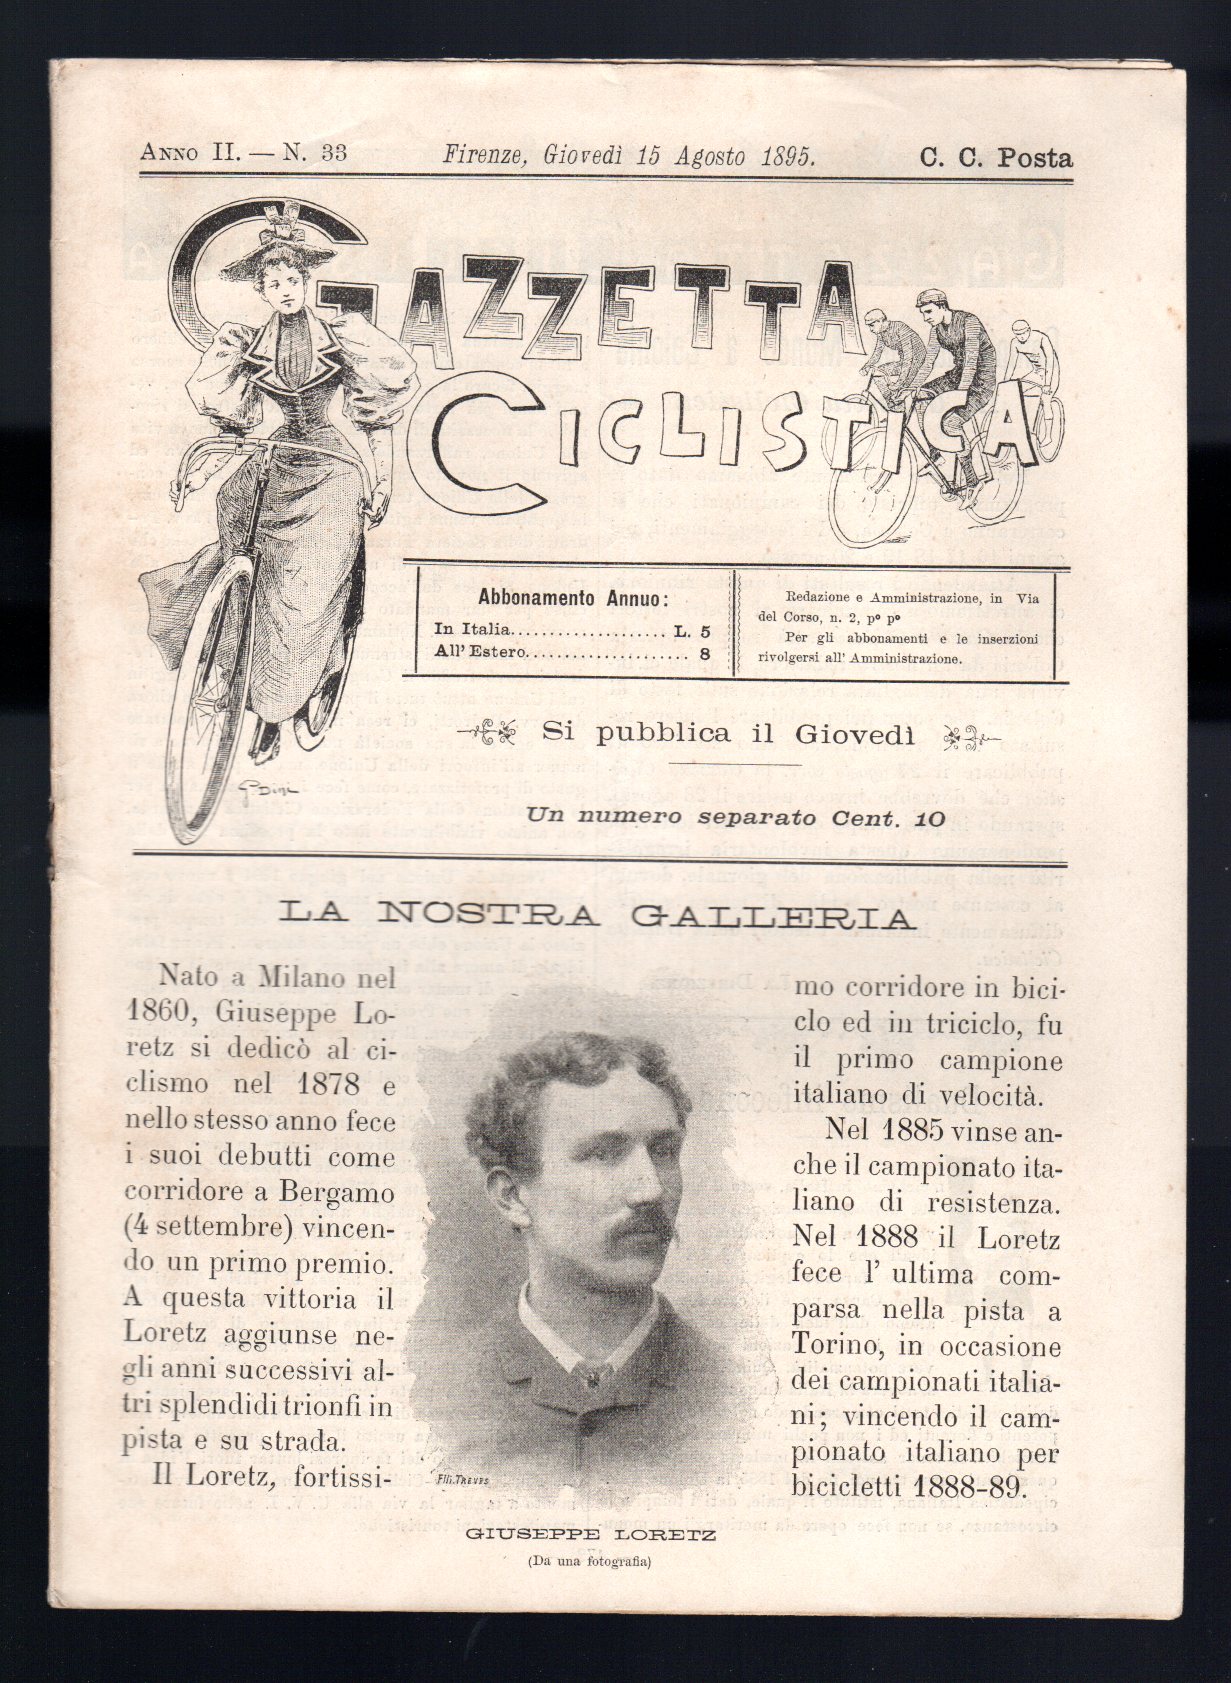 Anno II. — N. 33
Firenze, Giovedì 15 Agosto 1895.
C. C. Posta
GAZZETTA
CICLISTICA
Abbonamento Annuo:
In Italia.................... L. 5
All' Estero..................... 8
Redazione e Amministrazione, in Via
del Corso, n. 2, pº pº
Per gli abbonamenti e le inserzioni
rivolgersi all' Amministrazione.
Si pubblica il Giovedì
G Dini
Un numero separato Cent. 10
LA NOSTRA GALLERIA
Nato a Milano nel
1860, Giuseppe Lo-
retz si dedicò al ci-
clismo nel 1878 e
nello stesso anno fece
i suoi debutti come
corridore a Bergamo
(4 settembre) vincen-
do un primo premio.
A questa vittoria il
Loretz aggiunse ne-
gli anni successivi al-
tri splendidi trionfi in
pista e su strada.
Il Loretz, fortissi-
mo corridore in bici-
clo ed in triciclo, fu
il primo campione
italiano di velocità.
Nel 1885 vinse an-
che il campionato ita-
liano di resistenza.
Nel 1888 il Loretz
fece l' ultima com-
parsa nella pista a
Torino, in occasione
dei campionati italia-
ni; vincendo il cam-
pionato italiano per
bicicletti 1888-89.
Flli. Treves
GIUSEPPE LORETZ
(Da una fotografia)